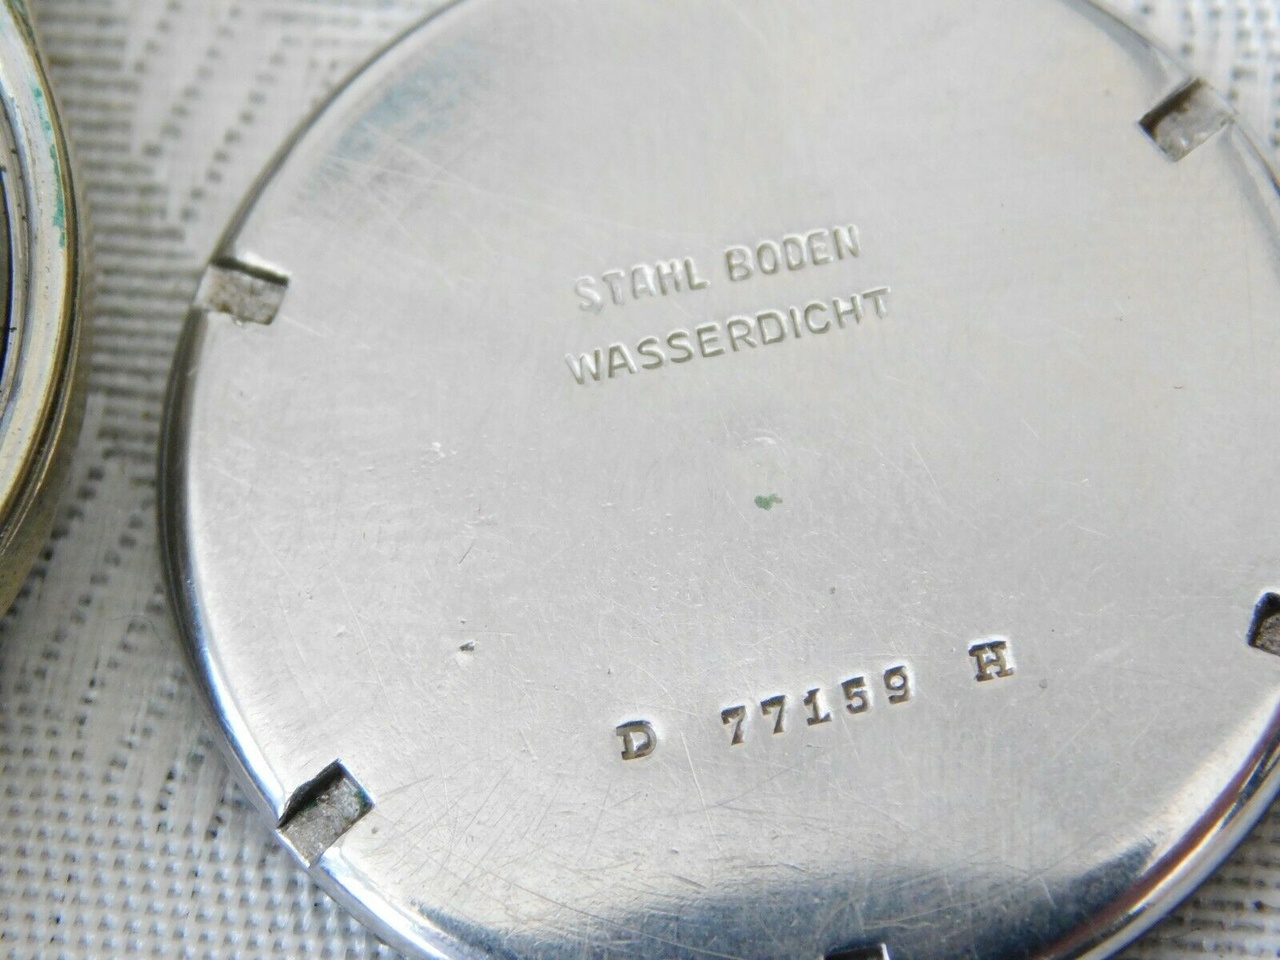 STAHL BODEN
WASSERDICHT
D 77159 H